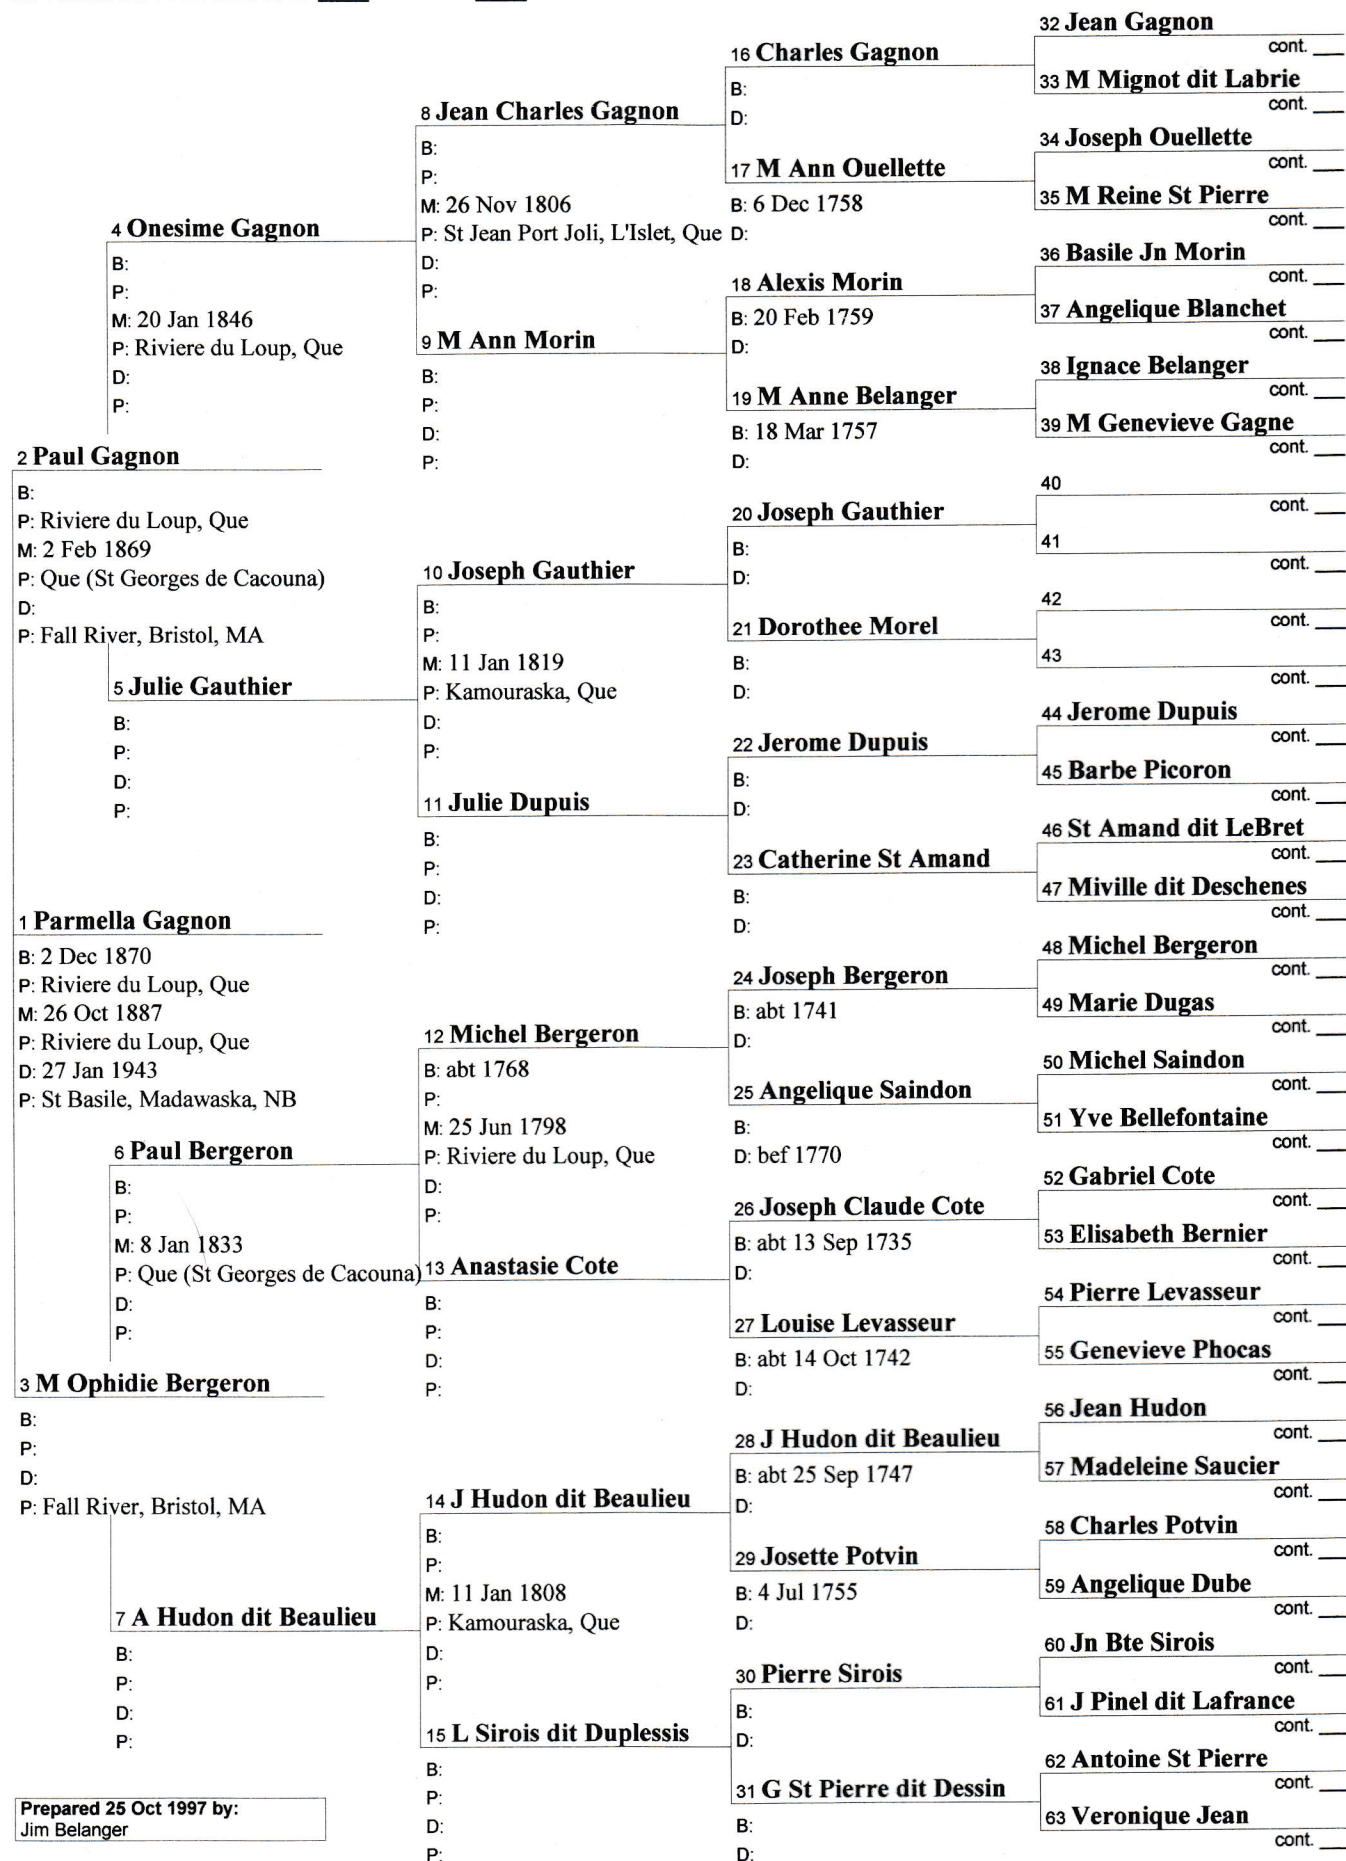 32 Jean Gagnon
cont.
16 Charles Gagnon
B:
D:
33 M Mignot dit Labrie
cont.
8 Jean Charles Gagnon
B:
P:
M: 26 Nov 1806
P: St Jean Port Joli, L'Islet, Que
D:
P:
34 Joseph Ouellette
cont.
17 M Ann Ouellette
B: 6 Dec 1758
D:
35 M Reine St Pierre
cont.
4 Onesime Gagnon
B:
P:
M: 20 Jan 1846
P: Riviere du Loup, Que
D:
P:
36 Basile Jn Morin
cont.
18 Alexis Morin
B: 20 Feb 1759
D:
37 Angelique Blanchet
cont.
9 M Ann Morin
B:
P:
D:
P:
38 Ignace Belanger
cont.
19 M Anne Belanger
B: 18 Mar 1757
D:
39 M Genevieve Gagne
cont.
2 Paul Gagnon
B:
P: Riviere du Loup, Que
M: 2 Feb 1869
P: Que (St Georges de Cacouna)
D:
P: Fall River, Bristol, MA
40
cont.
20 Joseph Gauthier
B:
D:
41
cont.
10 Joseph Gauthier
B:
P:
M: 11 Jan 1819
P: Kamouraska, Que
D:
P:
42
cont.
21 Dorothee Morel
B:
D:
43
cont.
5 Julie Gauthier
B:
P:
D:
P:
44 Jerome Dupuis
cont.
22 Jerome Dupuis
B:
D:
45 Barbe Picoron
cont.
11 Julie Dupuis
B:
P:
D:
P:
46 St Amand dit LeBret
cont.
23 Catherine St Amand
B:
D:
47 Miville dit Deschenes
cont.
1 Parmella Gagnon
B: 2 Dec 1870
P: Riviere du Loup, Que
M: 26 Oct 1887
P: Riviere du Loup, Que
D: 27 Jan 1943
P: St Basile, Madawaska, NB
48 Michel Bergeron
cont.
24 Joseph Bergeron
B: abt 1741
D:
49 Marie Dugas
cont.
12 Michel Bergeron
B: abt 1768
P:
M: 25 Jun 1798
P: Riviere du Loup, Que
D:
P:
50 Michel Saindon
cont.
25 Angelique Saindon
B:
D: bef 1770
51 Yve Bellefontaine
cont.
6 Paul Bergeron
B:
P:
M: 8 Jan 1833
P: Que (St Georges de Cacouna)
D:
P:
52 Gabriel Cote
cont.
26 Joseph Claude Cote
B: abt 13 Sep 1735
D:
53 Elisabeth Bernier
cont.
13 Anastasie Cote
B:
P:
D:
P:
54 Pierre Levasseur
cont.
27 Louise Levasseur
B: abt 14 Oct 1742
D:
55 Genevieve Phocas
cont.
3 M Ophidie Bergeron
B:
P:
D:
P: Fall River, Bristol, MA
56 Jean Hudon
cont.
28 J Hudon dit Beaulieu
B: abt 25 Sep 1747
D:
57 Madeleine Saucier
cont.
14 J Hudon dit Beaulieu
B:
P:
M: 11 Jan 1808
P: Kamouraska, Que
D:
P:
58 Charles Potvin
cont.
29 Josette Potvin
B: 4 Jul 1755
D:
59 Angelique Dube
cont.
7 A Hudon dit Beaulieu
B:
P:
D:
P:
60 Jn Bte Sirois
cont.
30 Pierre Sirois
B:
D:
61 J Pinel dit Lafrance
cont.
15 L Sirois dit Duplessis
B:
P:
D:
P:
62 Antoine St Pierre
cont.
31 G St Pierre dit Dessin
B:
D:
63 Veronique Jean
cont.
Prepared 25 Oct 1997 by:
Jim Belanger